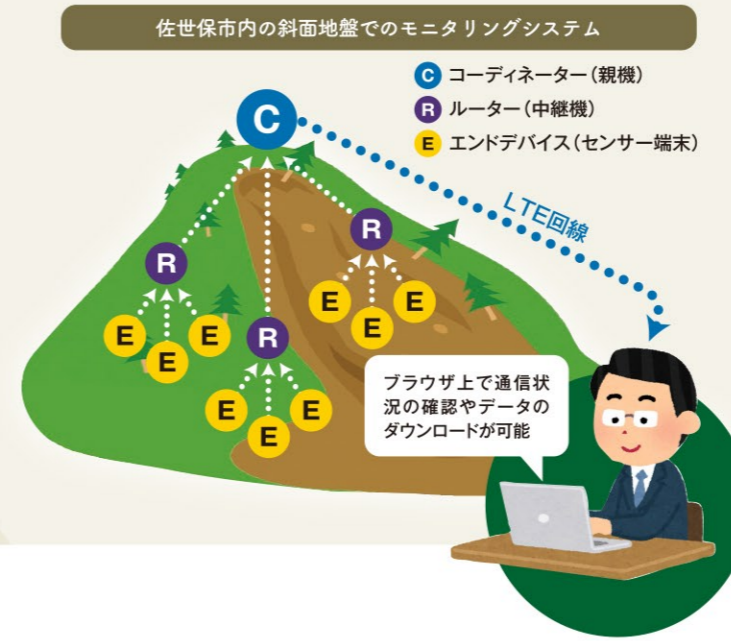 佐世保市内の斜面地盤でのモニタリングシステム
C コーディネーター（親機）
R ルーター（中継機）
E エンドデバイス（センサー端末）
C
LTE回線
R
R
E
E
E
E
E
R
E
E
E
E
ブラウザ上で通信状
況の確認やデータの
ダウンロードが可能